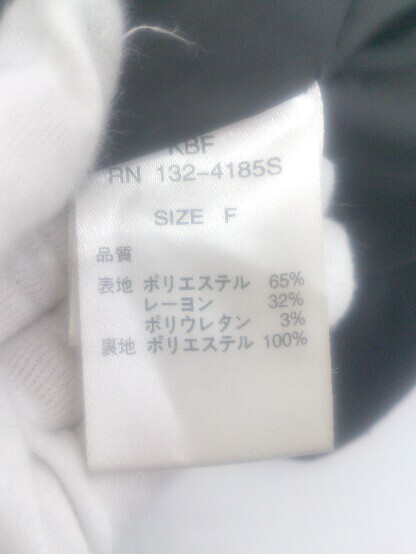 KBF
RN 132-4185S
SIZE F
品質
表地 ポリエステル 65%
レーヨン 32%
ポリウレタン 3%
裏地 ポリエステル 100%